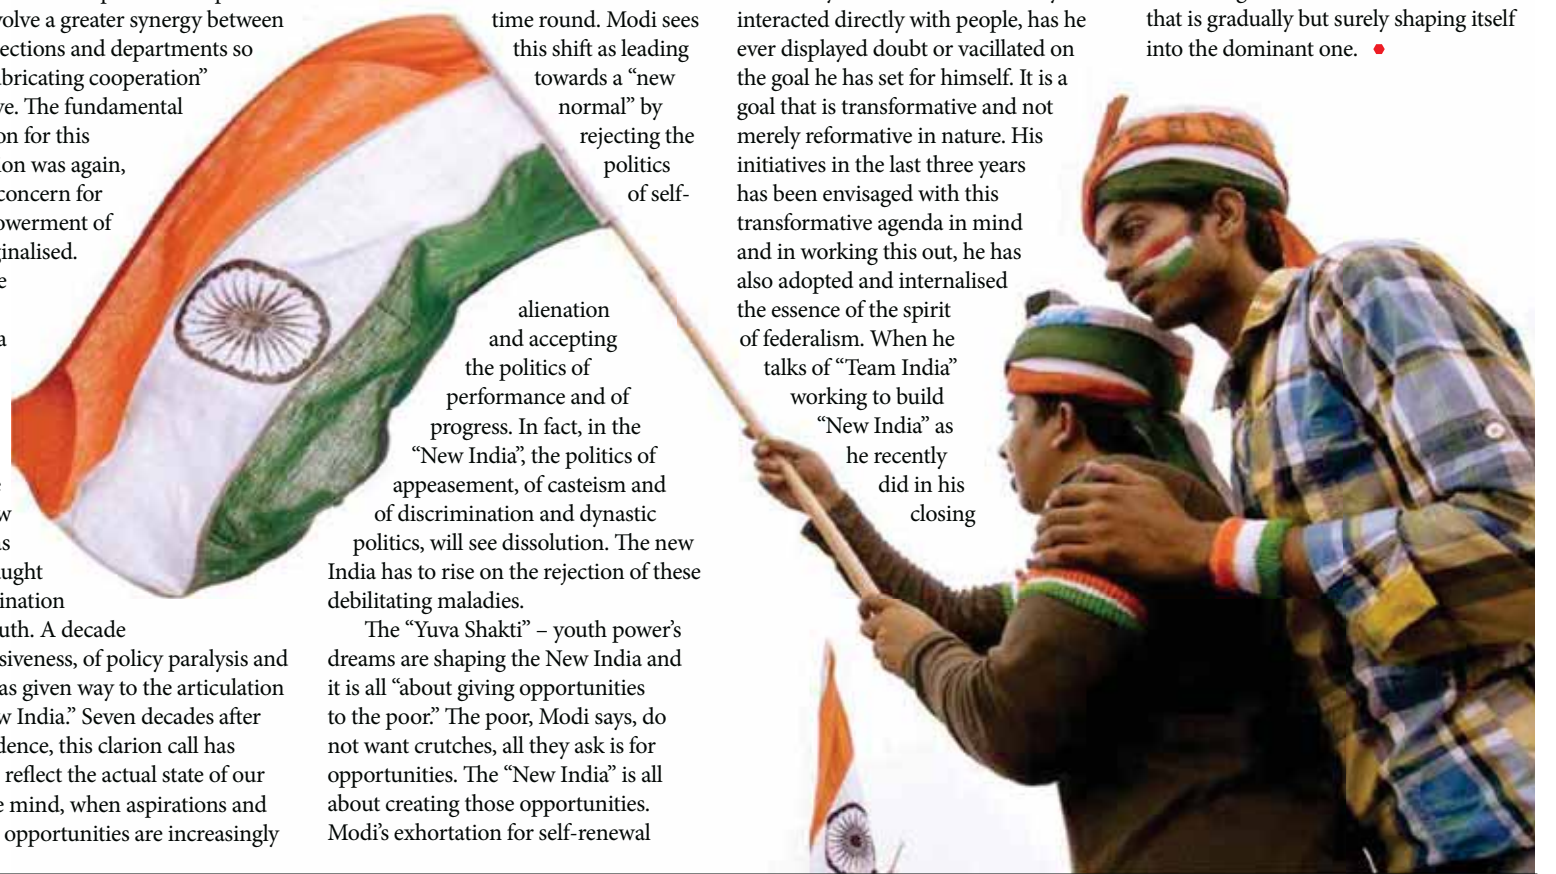 volve a greater synergy between
ections and departments so
bricating cooperation”
ve. The fundamental
on for this
ion was again,
concern for
owerment of
ginalised.
e
a
w
as
ught
ination
uth. A decade
siveness, of policy paralysis and
as given way to the articulation
w India.” Seven decades after
dence, this clarion call has
reflect the actual state of our
e mind, when aspirations and
opportunities are increasingly
time round. Modi sees
this shift as leading
towards a “new
normal” by
rejecting the
politics
of self-
alienation
and accepting
the politics of
performance and of
progress. In fact, in the
“New India”, the politics of
appeasement, of casteism and
of discrimination and dynastic
politics, will see dissolution. The new
India has to rise on the rejection of these
debilitating maladies.
The “Yuva Shakti” – youth power’s
dreams are shaping the New India and
it is all “about giving opportunities
to the poor.” The poor, Modi says, do
not want crutches, all they ask is for
opportunities. The “New India” is all
about creating those opportunities.
Modi’s exhortation for self-renewal
interacted directly with people, has he
ever displayed doubt or vacillated on
the goal he has set for himself. It is a
goal that is transformative and not
merely reformative in nature. His
initiatives in the last three years
has been envisaged with this
transformative agenda in mind
and in working this out, he has
also adopted and internalised
the essence of the spirit
of federalism. When he
talks of “Team India”
working to build
“New India” as
he recently
did in his
closing
that is gradually but surely shaping itself
into the dominant one.